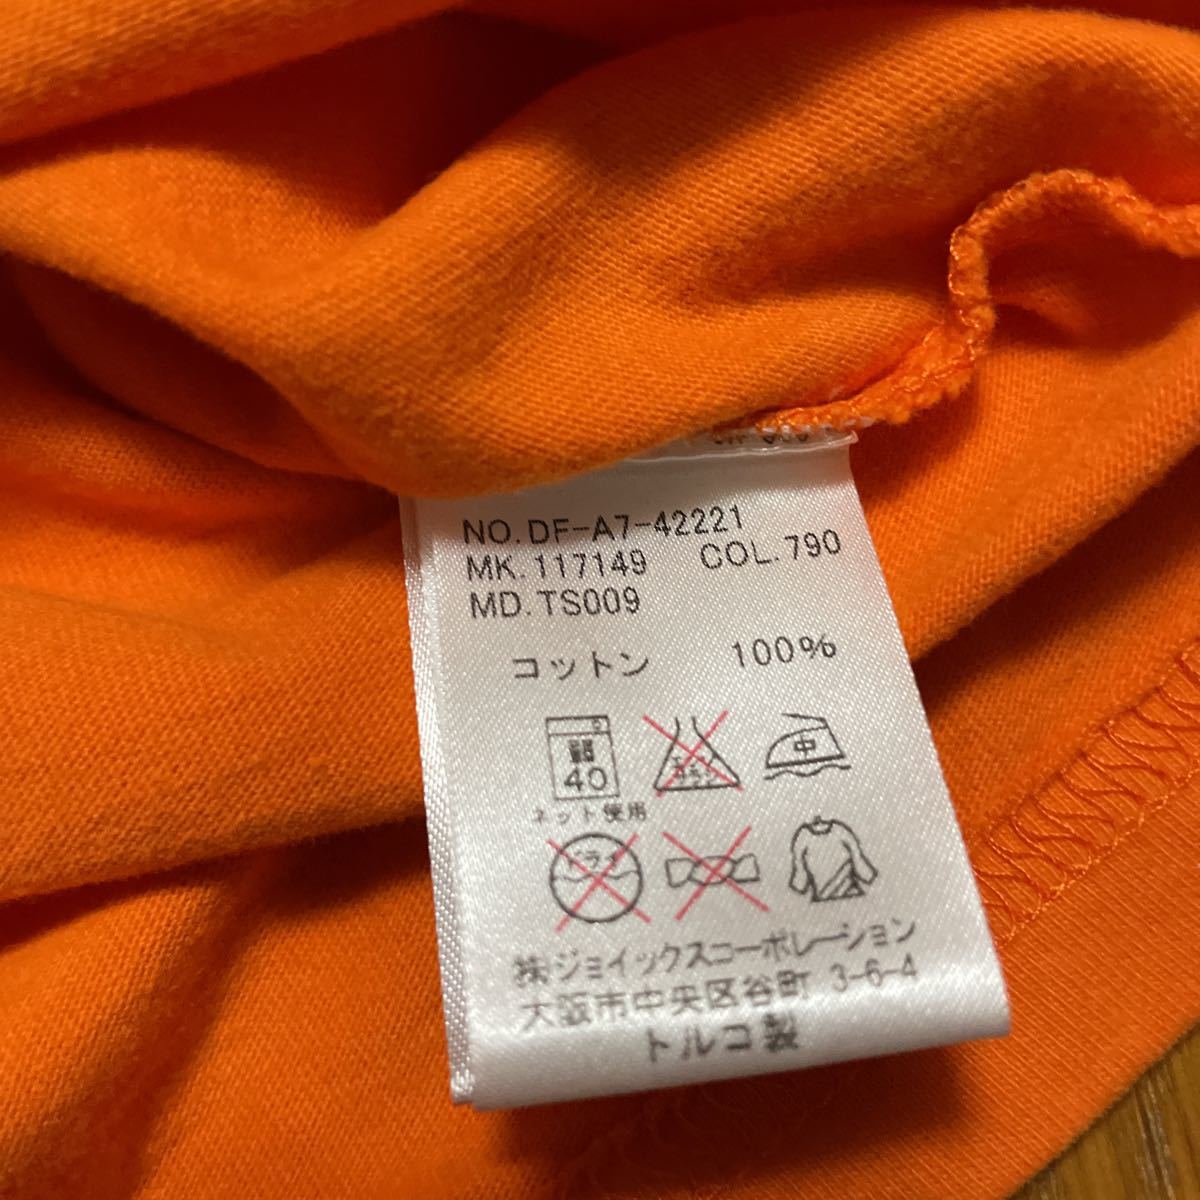 NO.DF-A7-42221
MK.117149 COL.790
MD.TS009
コットン 100%
40
ネット使用
中
ドライ
㈱ジョイックスコーポレーション
大阪市中央区谷町 3-6-4
トルコ製